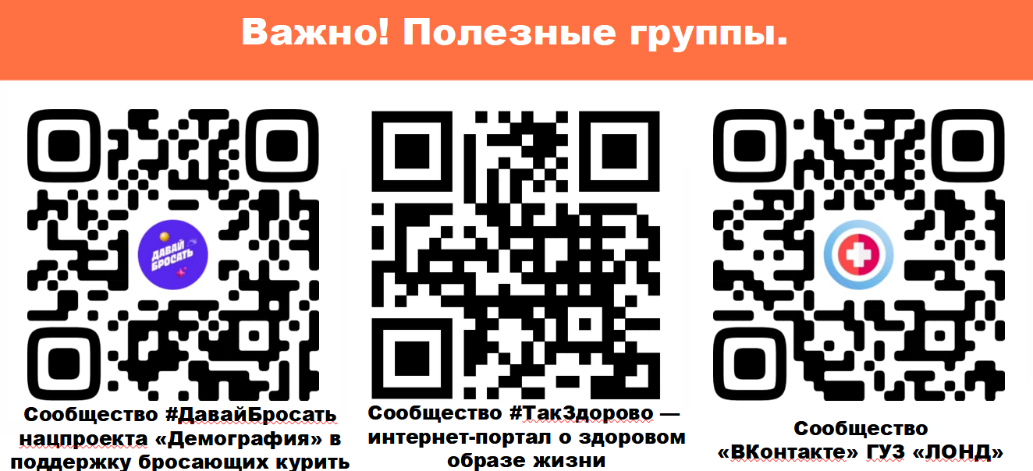 Важно! Полезные группы.
ДАВАЙ
БРОСАТЬ
Сообщество #ДавайБросать
нацпроекта «Демография» в
поддержку бросающих курить
Сообщество #ТакЗдорово —
интернет-портал о здоровом
образе жизни
Сообщество
«ВКонтакте» ГУЗ «ЛОНД»